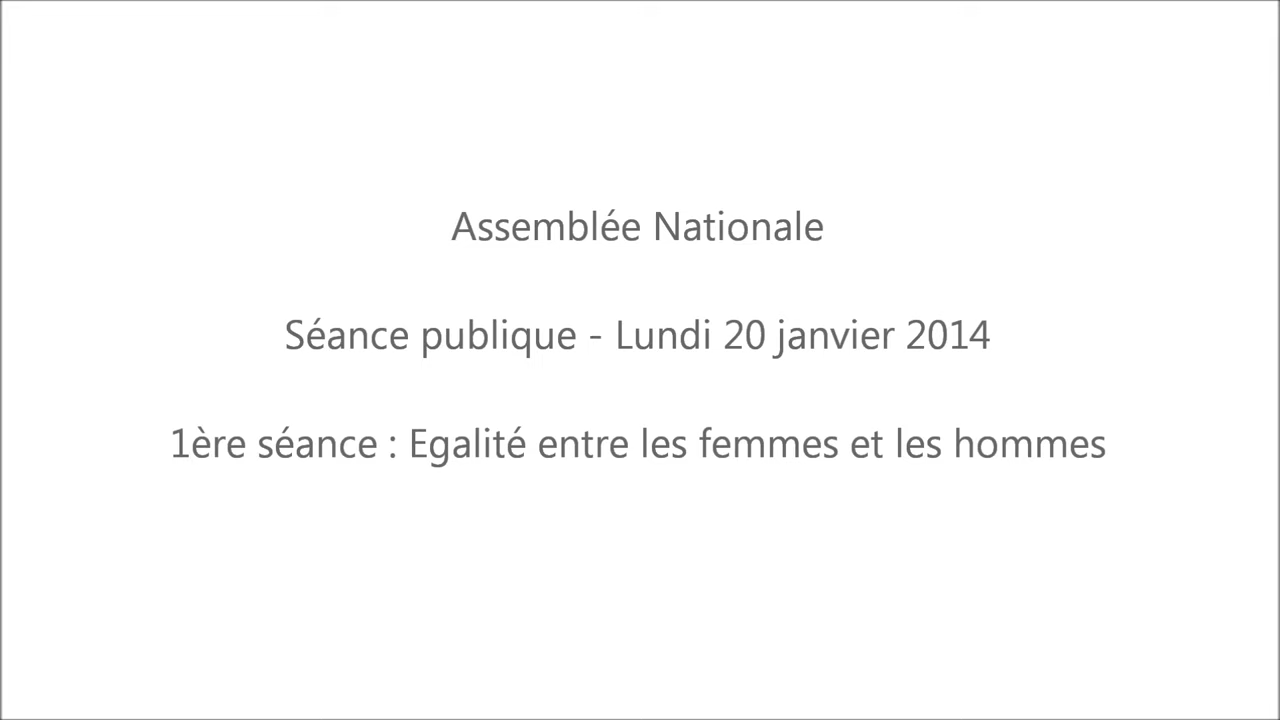 Assemblée Nationale
Séance publique - Lundi 20 janvier 2014
1ère séance : Egalité entre les femmes et les hommes